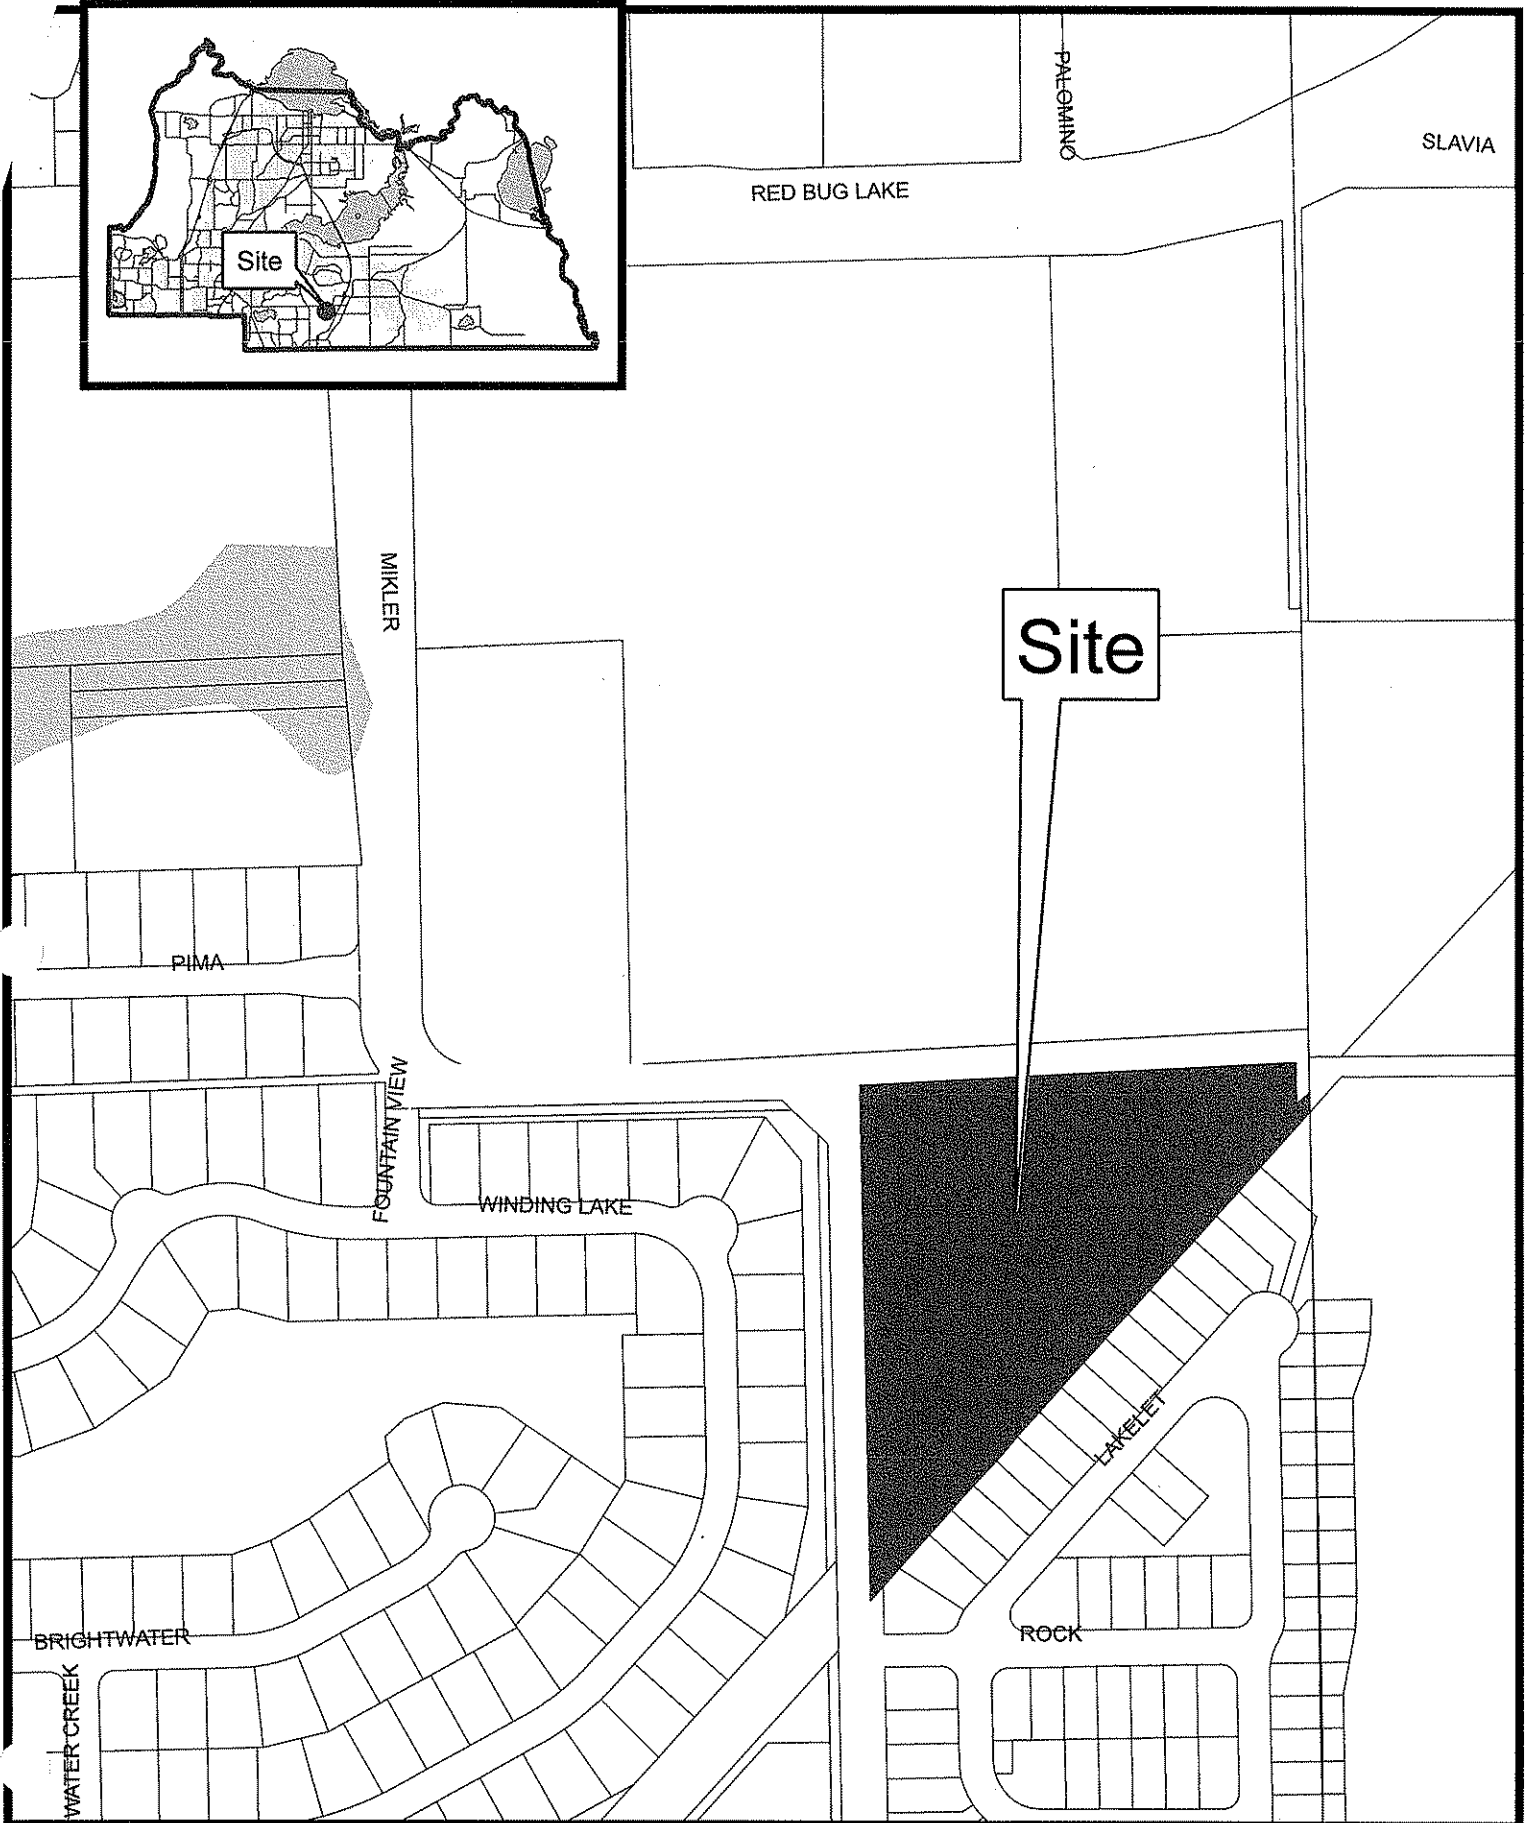 PALOMINO
SLAVIA
RED BUG LAKE
Site
MIKLER
Site
PIMA
FOUNTAIN VIEW
WINDING LAKE
LAKELET
BRIGHTWATER
ROCK
WATER CREEK